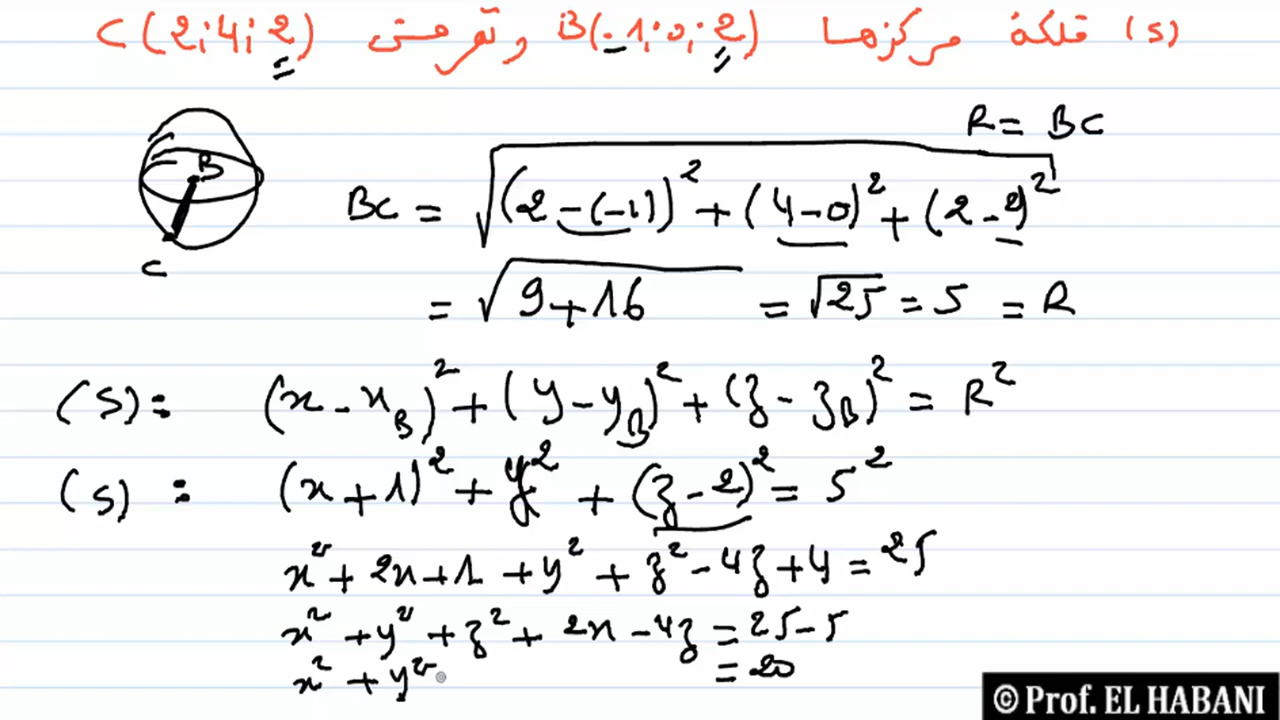 (S) فلكة مركزها B(-1;0;2) وتمر من C(2;4;2)
R = BC
B
C
BC = √((2-(-1))² + (4-0)² + (2-2)²
= √9+16 = √25 = 5 = R
(S): (x - x_B)² + (y - y_B)² + (z - z_B)² = R²
(S): (x+1)² + y² + (z-2)² = 5²
x² + 2x + 1 + y² + z² - 4z + 4 = 25
x² + y² + z² + 2x - 4z = 25 - 5
x² + y² = 20
© Prof. EL HABANI